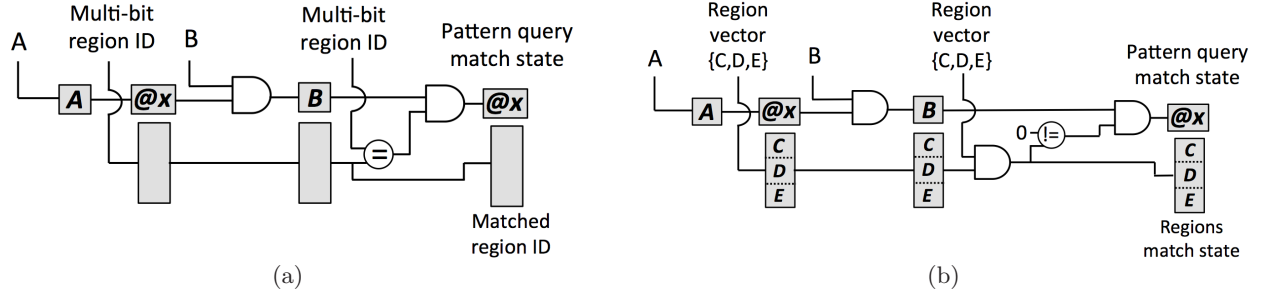 Multi-bit
region ID
A
B
Multi-bit
region ID
Pattern query
match state
A
@x
B
@x
=
Matched
region ID
(a)
Region
vector
{C,D,E}
A
B
Region
vector
{C,D,E}
Pattern query
match state
A
@x
B
@x
0
!=
C
D
E
C
D
E
C
D
E
Regions
match state
(b)